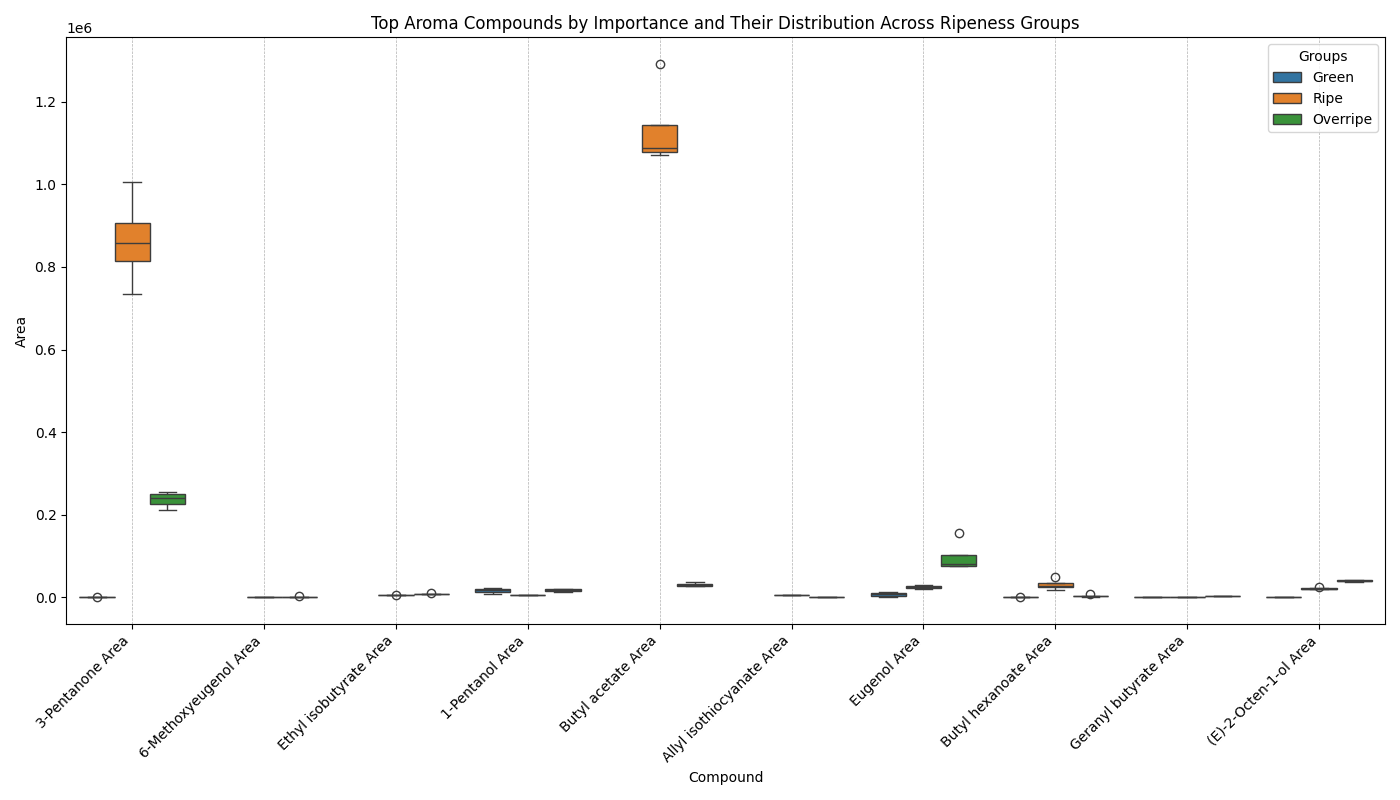 Top Aroma Compounds by Importance and Their Distribution Across Ripeness Groups
1e6
Groups
Green
Ripe
Overripe
1.2
1.0
0.8
0.6
0.4
0.2
0.0
Area
3-Pentanone Area
6-Methoxyeugenol Area
Ethyl isobutyrate Area
1-Pentanol Area
Butyl acetate Area
Allyl isothiocyanate Area
Eugenol Area
Butyl hexanoate Area
Geranyl butyrate Area
(E)-2-Octen-1-ol Area
Compound